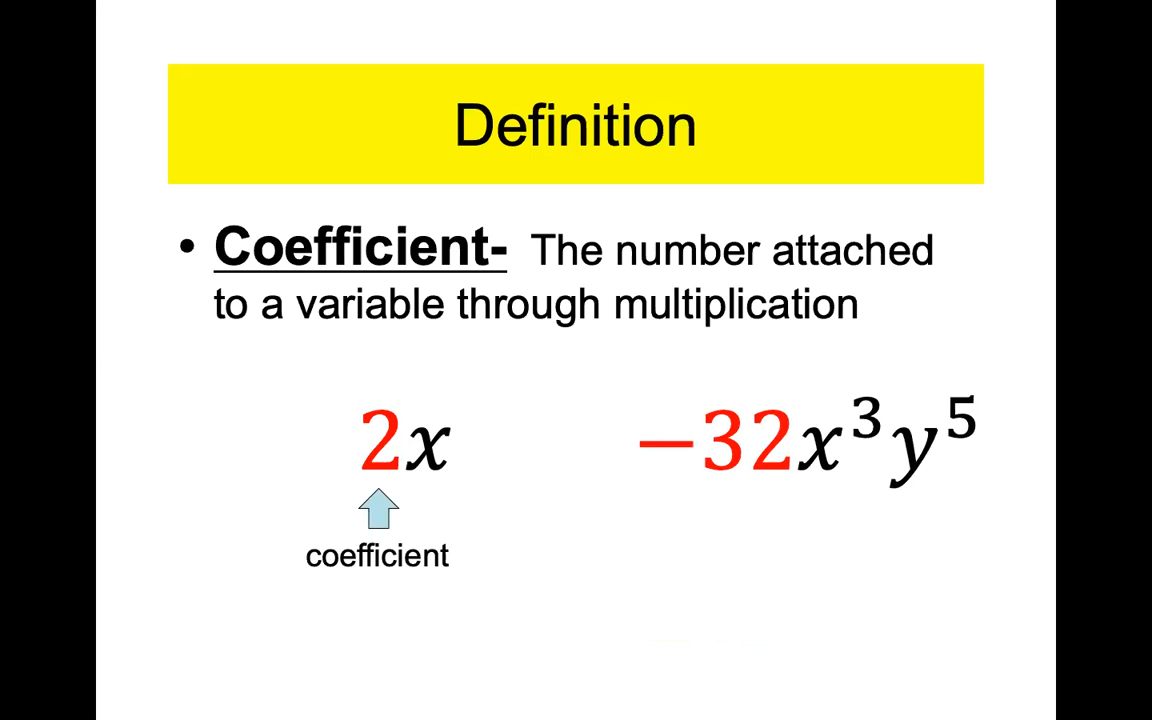 Definition
• Coefficient- The number attached
to a variable through multiplication
2x −32x³y⁵
coefficient